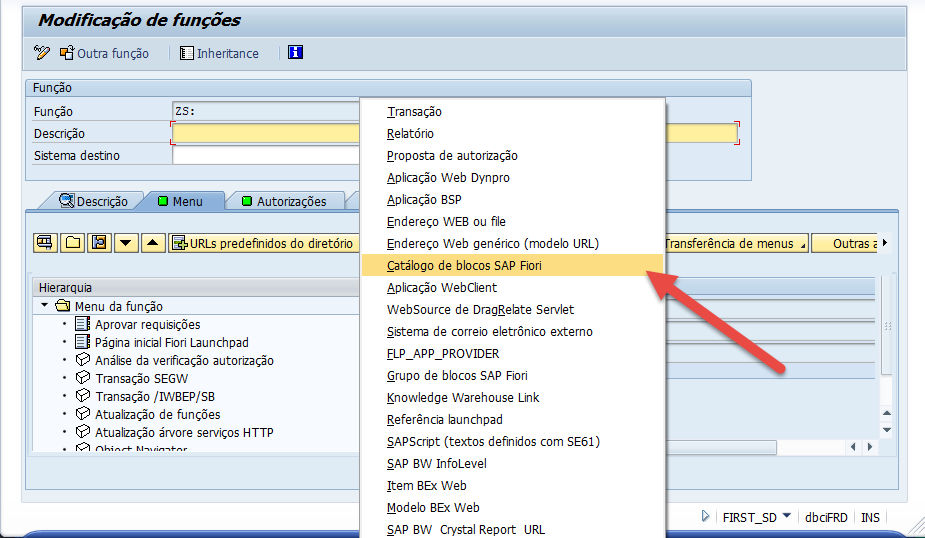 Modificação de funções
Outra função
Inheritance
Função
Função
ZS:
Descrição
Sistema destino
Descrição
Menu
Autorizações
URLs predefinidos do diretório
Transferência de menus
Outras a
Hierarquia
Menu da função
Aprovar requisições
Página inicial Fiori Launchpad
Análise da verificação autorização
Transação SEGW
Transação /IWBEP/SB
Atualização de funções
Atualização árvore serviços HTTP
Object Navigator
Transação
Relatório
Proposta de autorização
Aplicação Web Dynpro
Aplicação BSP
Endereço WEB ou file
Endereço Web genérico (modelo URL)
Catálogo de blocos SAP Fiori
Aplicação WebClient
WebSource de DragRelate Servlet
Sistema de correio eletrônico externo
FLP_APP_PROVIDER
Grupo de blocos SAP Fiori
Knowledge Warehouse Link
Referência launchpad
SAPScript (textos definidos com SE61)
SAP BW InfoLevel
Item BEx Web
Modelo BEx Web
SAP BW Crystal Report URL
FIRST_SD
dbciFRD
INS